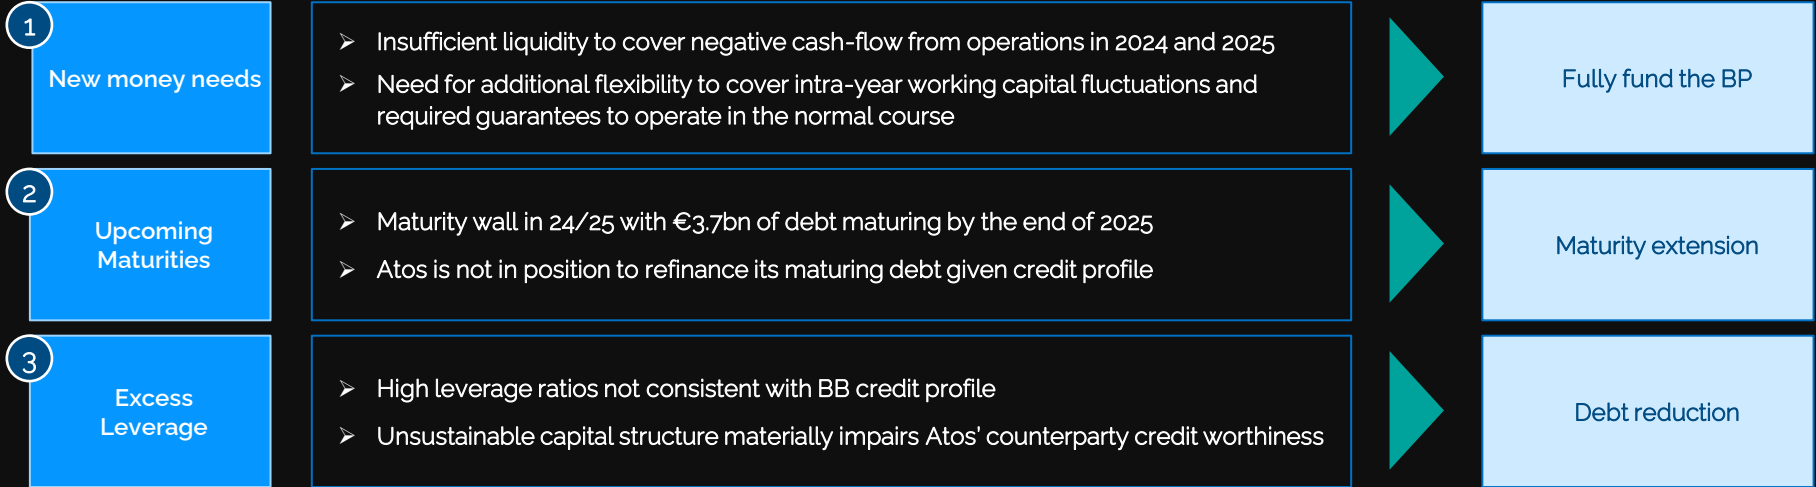 1
New money needs
➢ Insufficient liquidity to cover negative cash-flow from operations in 2024 and 2025
➢ Need for additional flexibility to cover intra-year working capital fluctuations and
required guarantees to operate in the normal course
Fully fund the BP
2
Upcoming
Maturities
➢ Maturity wall in 24/25 with €3.7bn of debt maturing by the end of 2025
➢ Atos is not in position to refinance its maturing debt given credit profile
Maturity extension
3
Excess
Leverage
➢ High leverage ratios not consistent with BB credit profile
➢ Unsustainable capital structure materially impairs Atos’ counterparty credit worthiness
Debt reduction